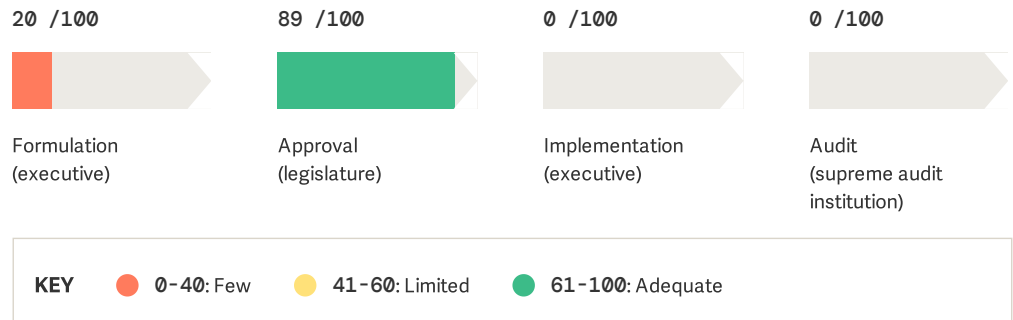 20 /100
89 /100
0 /100
0 /100
Formulation
(executive)
Approval
(legislature)
Implementation
(executive)
Audit
(supreme audit
institution)
KEY
0-40: Few
41-60: Limited
61-100: Adequate